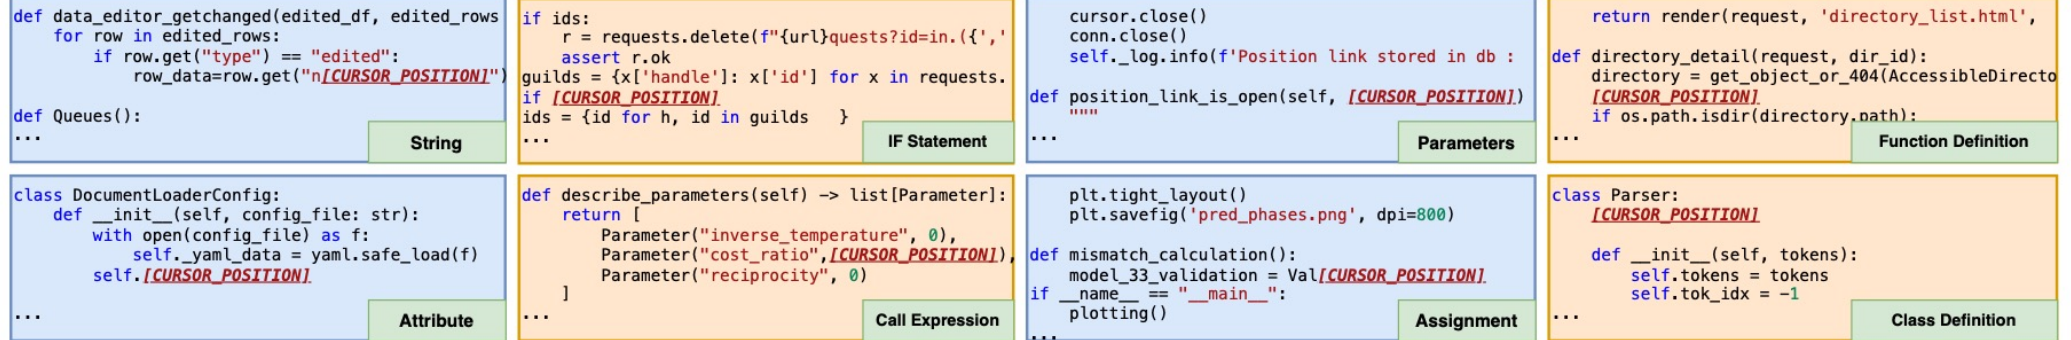 def data_editor_getchanged(edited_df, edited_rows
for row in edited_rows:
if row.get("type") == "edited":
row_data=row.get("n[CURSOR_POSITION]")
def Queues():
...
String
if ids:
r = requests.delete(f"{url}quests?id=in.({','
assert r.ok
guilds = {x['handle']: x['id'] for x in requests.
if [CURSOR_POSITION]
ids = {id for h, id in guilds }
...
IF Statement
cursor.close()
conn.close()
self._log.info(f'Position link stored in db :
def position_link_is_open(self, [CURSOR_POSITION])
"""
...
Parameters
return render(request, 'directory_list.html',
def directory_detail(request, dir_id):
directory = get_object_or_404(AccessibleDirecto
[CURSOR_POSITION]
if os.path.isdir(directory.path):
...
Function Definition
class DocumentLoaderConfig:
def __init__(self, config_file: str):
with open(config_file) as f:
self._yaml_data = yaml.safe_load(f)
self.[CURSOR_POSITION]
...
Attribute
def describe_parameters(self) -> list[Parameter]:
return [
Parameter("inverse_temperature", 0),
Parameter("cost_ratio",[CURSOR_POSITION]),
Parameter("reciprocity", 0)
]
...
Call Expression
plt.tight_layout()
plt.savefig('pred_phases.png', dpi=800)
def mismatch_calculation():
model_33_validation = Val[CURSOR_POSITION]
if __name__ == "__main__":
plotting()
...
Assignment
class Parser:
[CURSOR_POSITION]
def __init__(self, tokens):
self.tokens = tokens
self.tok_idx = -1
...
Class Definition